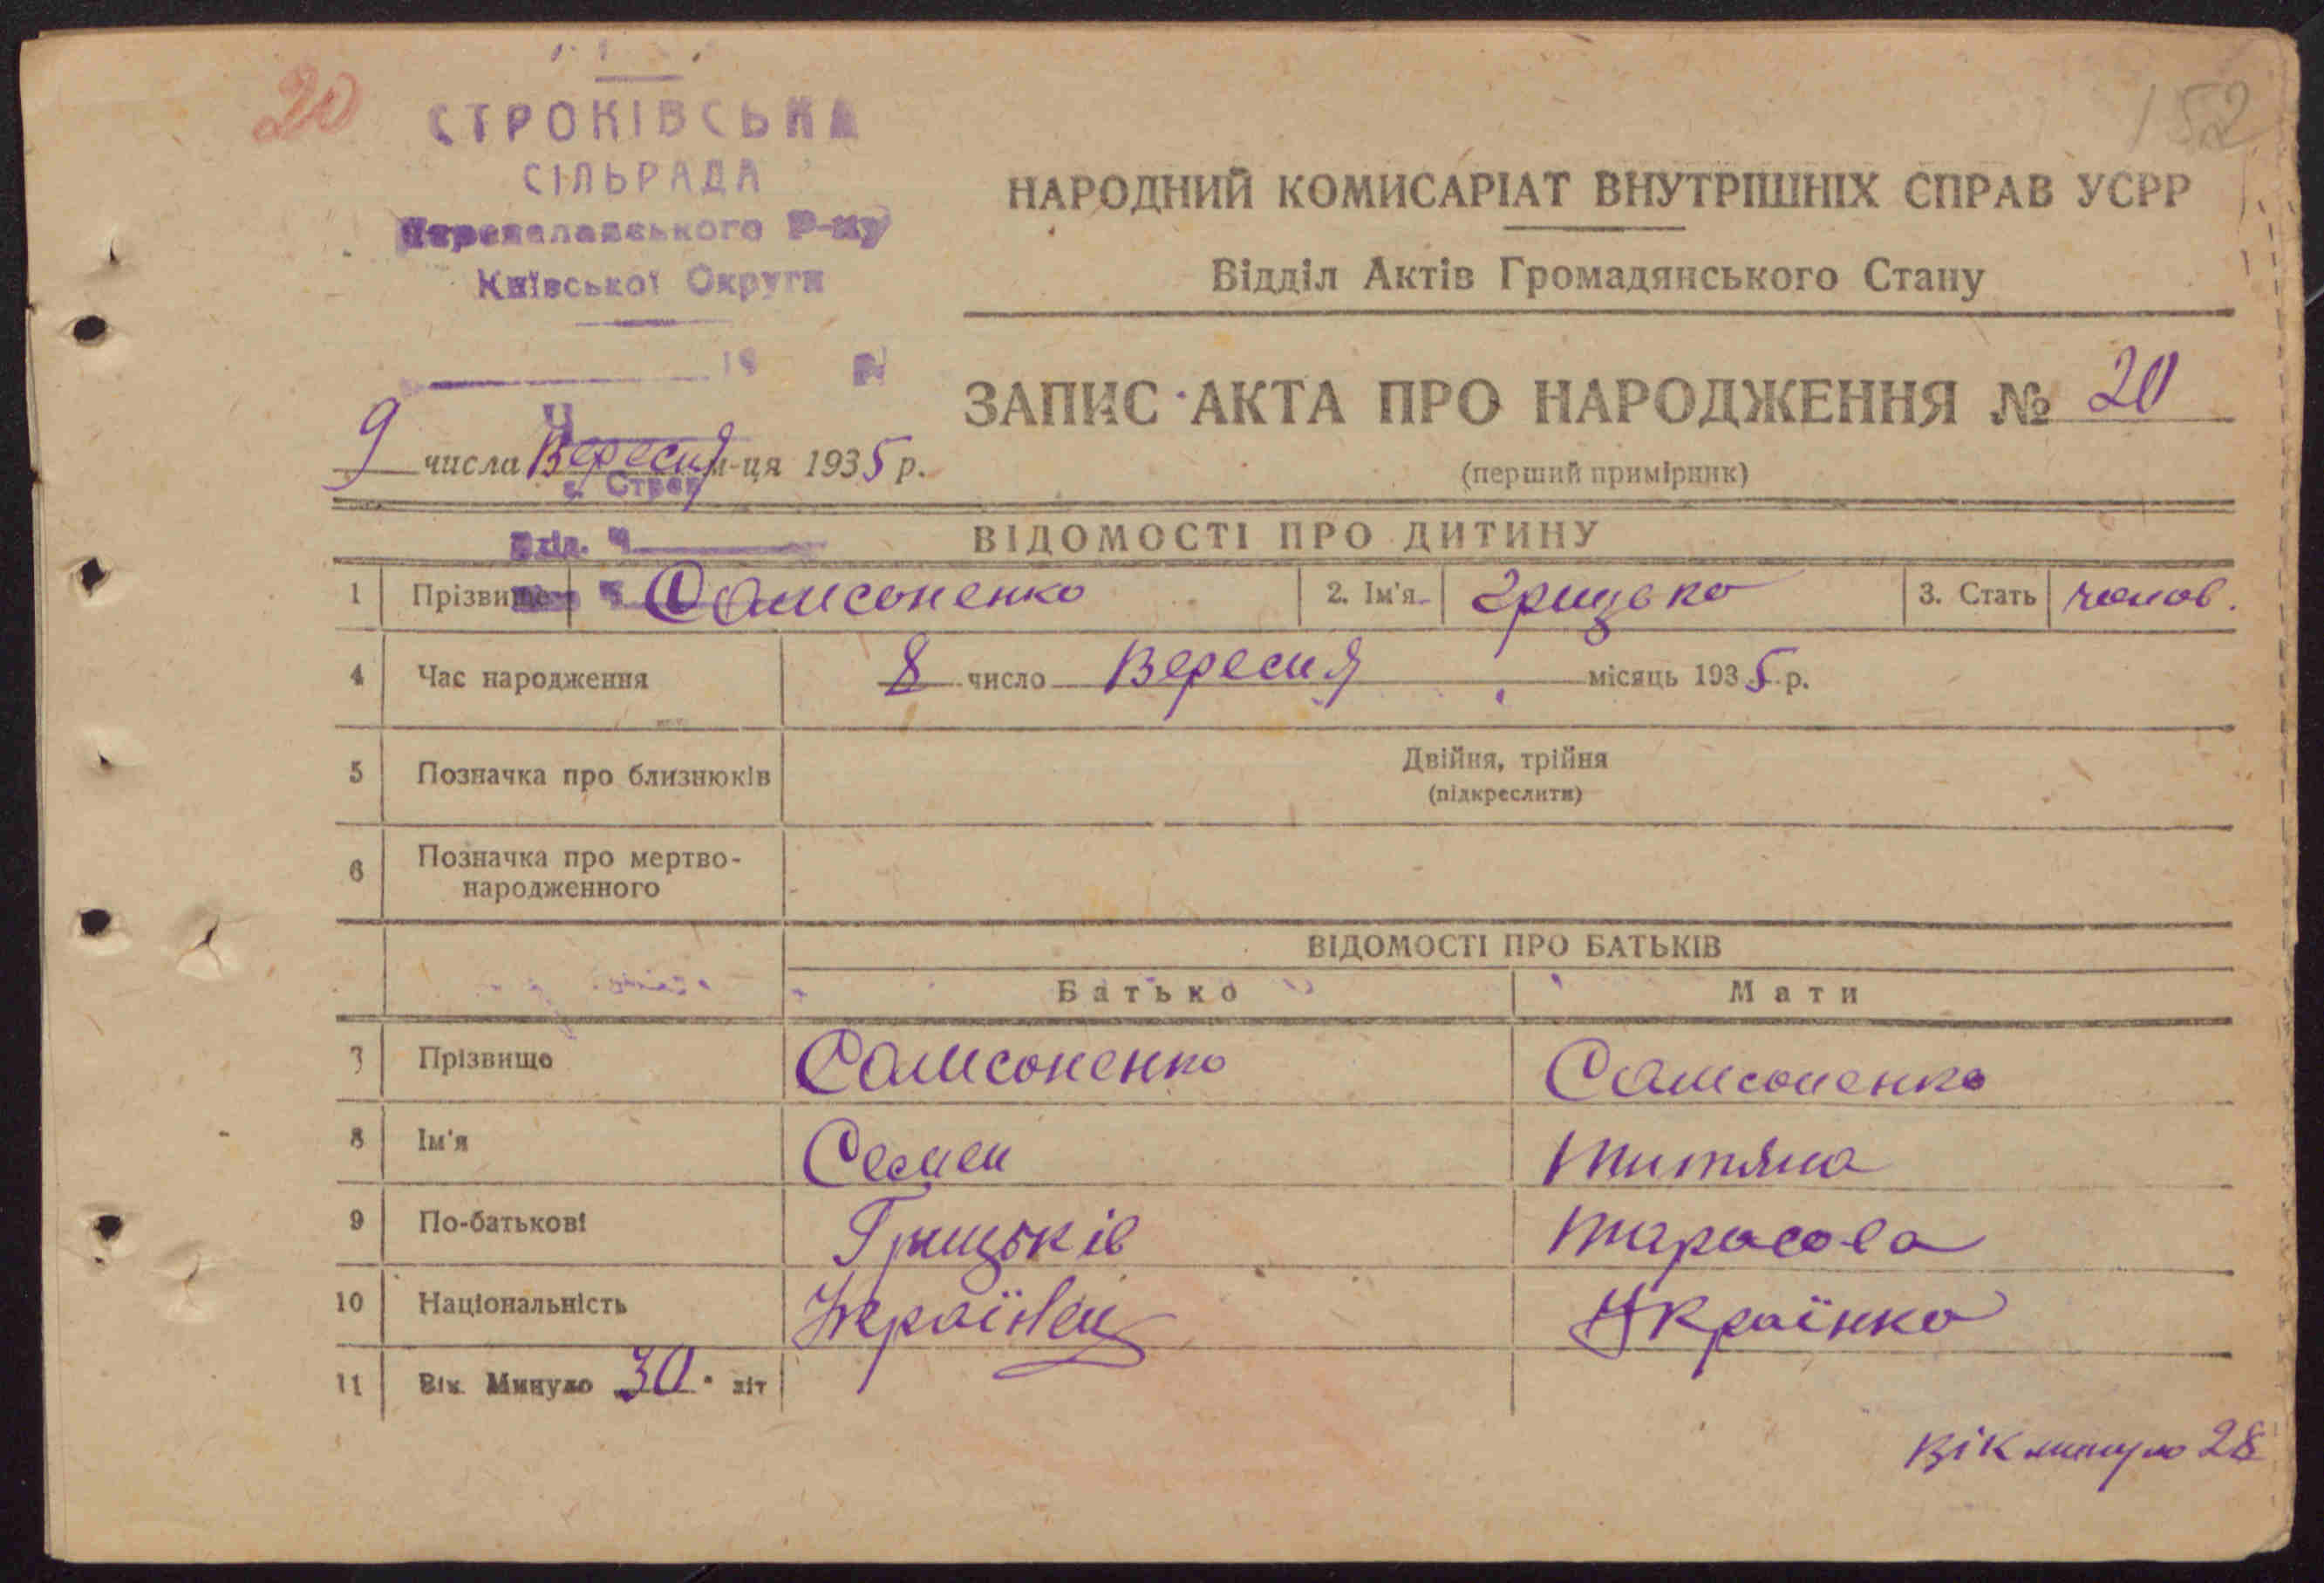 20
152
СТРОКІВСЬКА
СІЛЬРАДА
Переяславського Р-ну
Київської Округи
19 р.
Ч
с. Строк
НАРОДНИЙ КОМИСАРІАТ ВНУТРІШНІХ СПРАВ УСРР
Відділ Актів Громадянського Стану
ЗАПИС АКТА ПРО НАРОДЖЕННЯ № 20
(перший примірник)
9 числа Вересня м-ця 1935 р.
ВІДОМОСТІ ПРО ДИТИНУ
1 Прізвище Самсоненко 2. Ім'я Грицько 3. Стать чолов.
4 Час народження 8 число Вересня місяць 1935 р.
5 Позначка про близнюків Двійня, трійня
(підкреслити)
6 Позначка про мертво-
народженного
ВІДОМОСТІ ПРО БАТЬКІВ
Батько Мати
7 Прізвище Самсоненко Самсоненко
8 Ім'я Семен Титяна
9 По-батькові Грицьків Тарасова
10 Національність Українец Українка
11 Вік Минуло 30 літ
Вік минуло 28